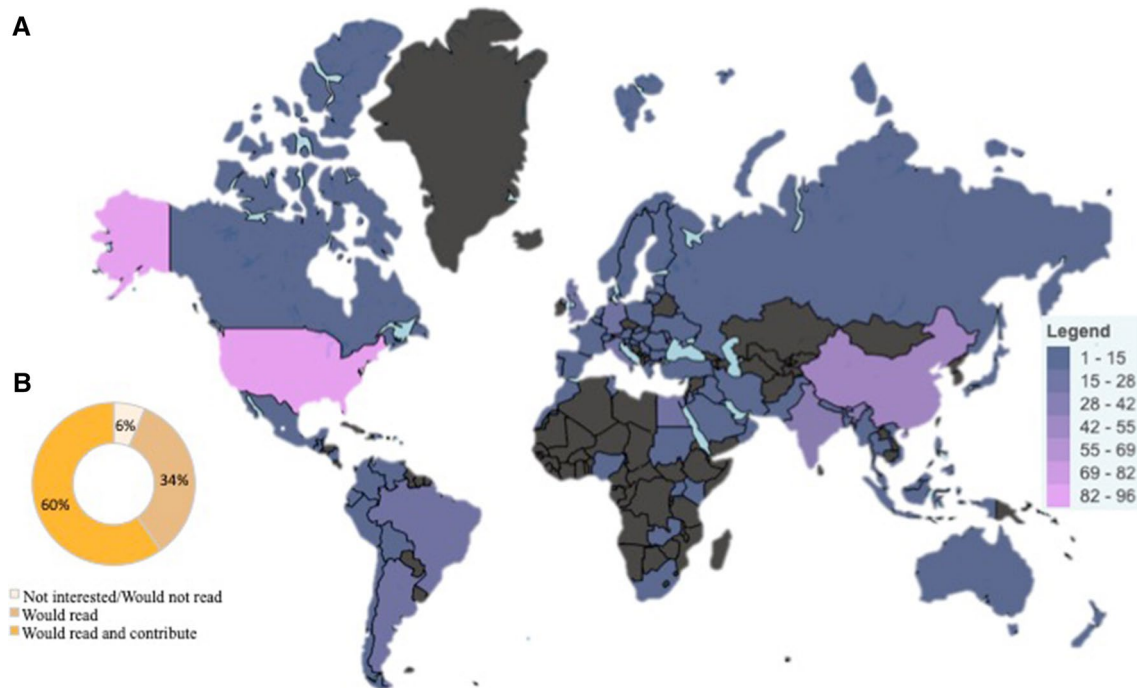 A
Legend
1 - 15
15 - 28
28 - 42
42 - 55
55 - 69
69 - 82
82 - 96
B
6%
34%
60%
Not interested/Would not read
Would read
Would read and contribute